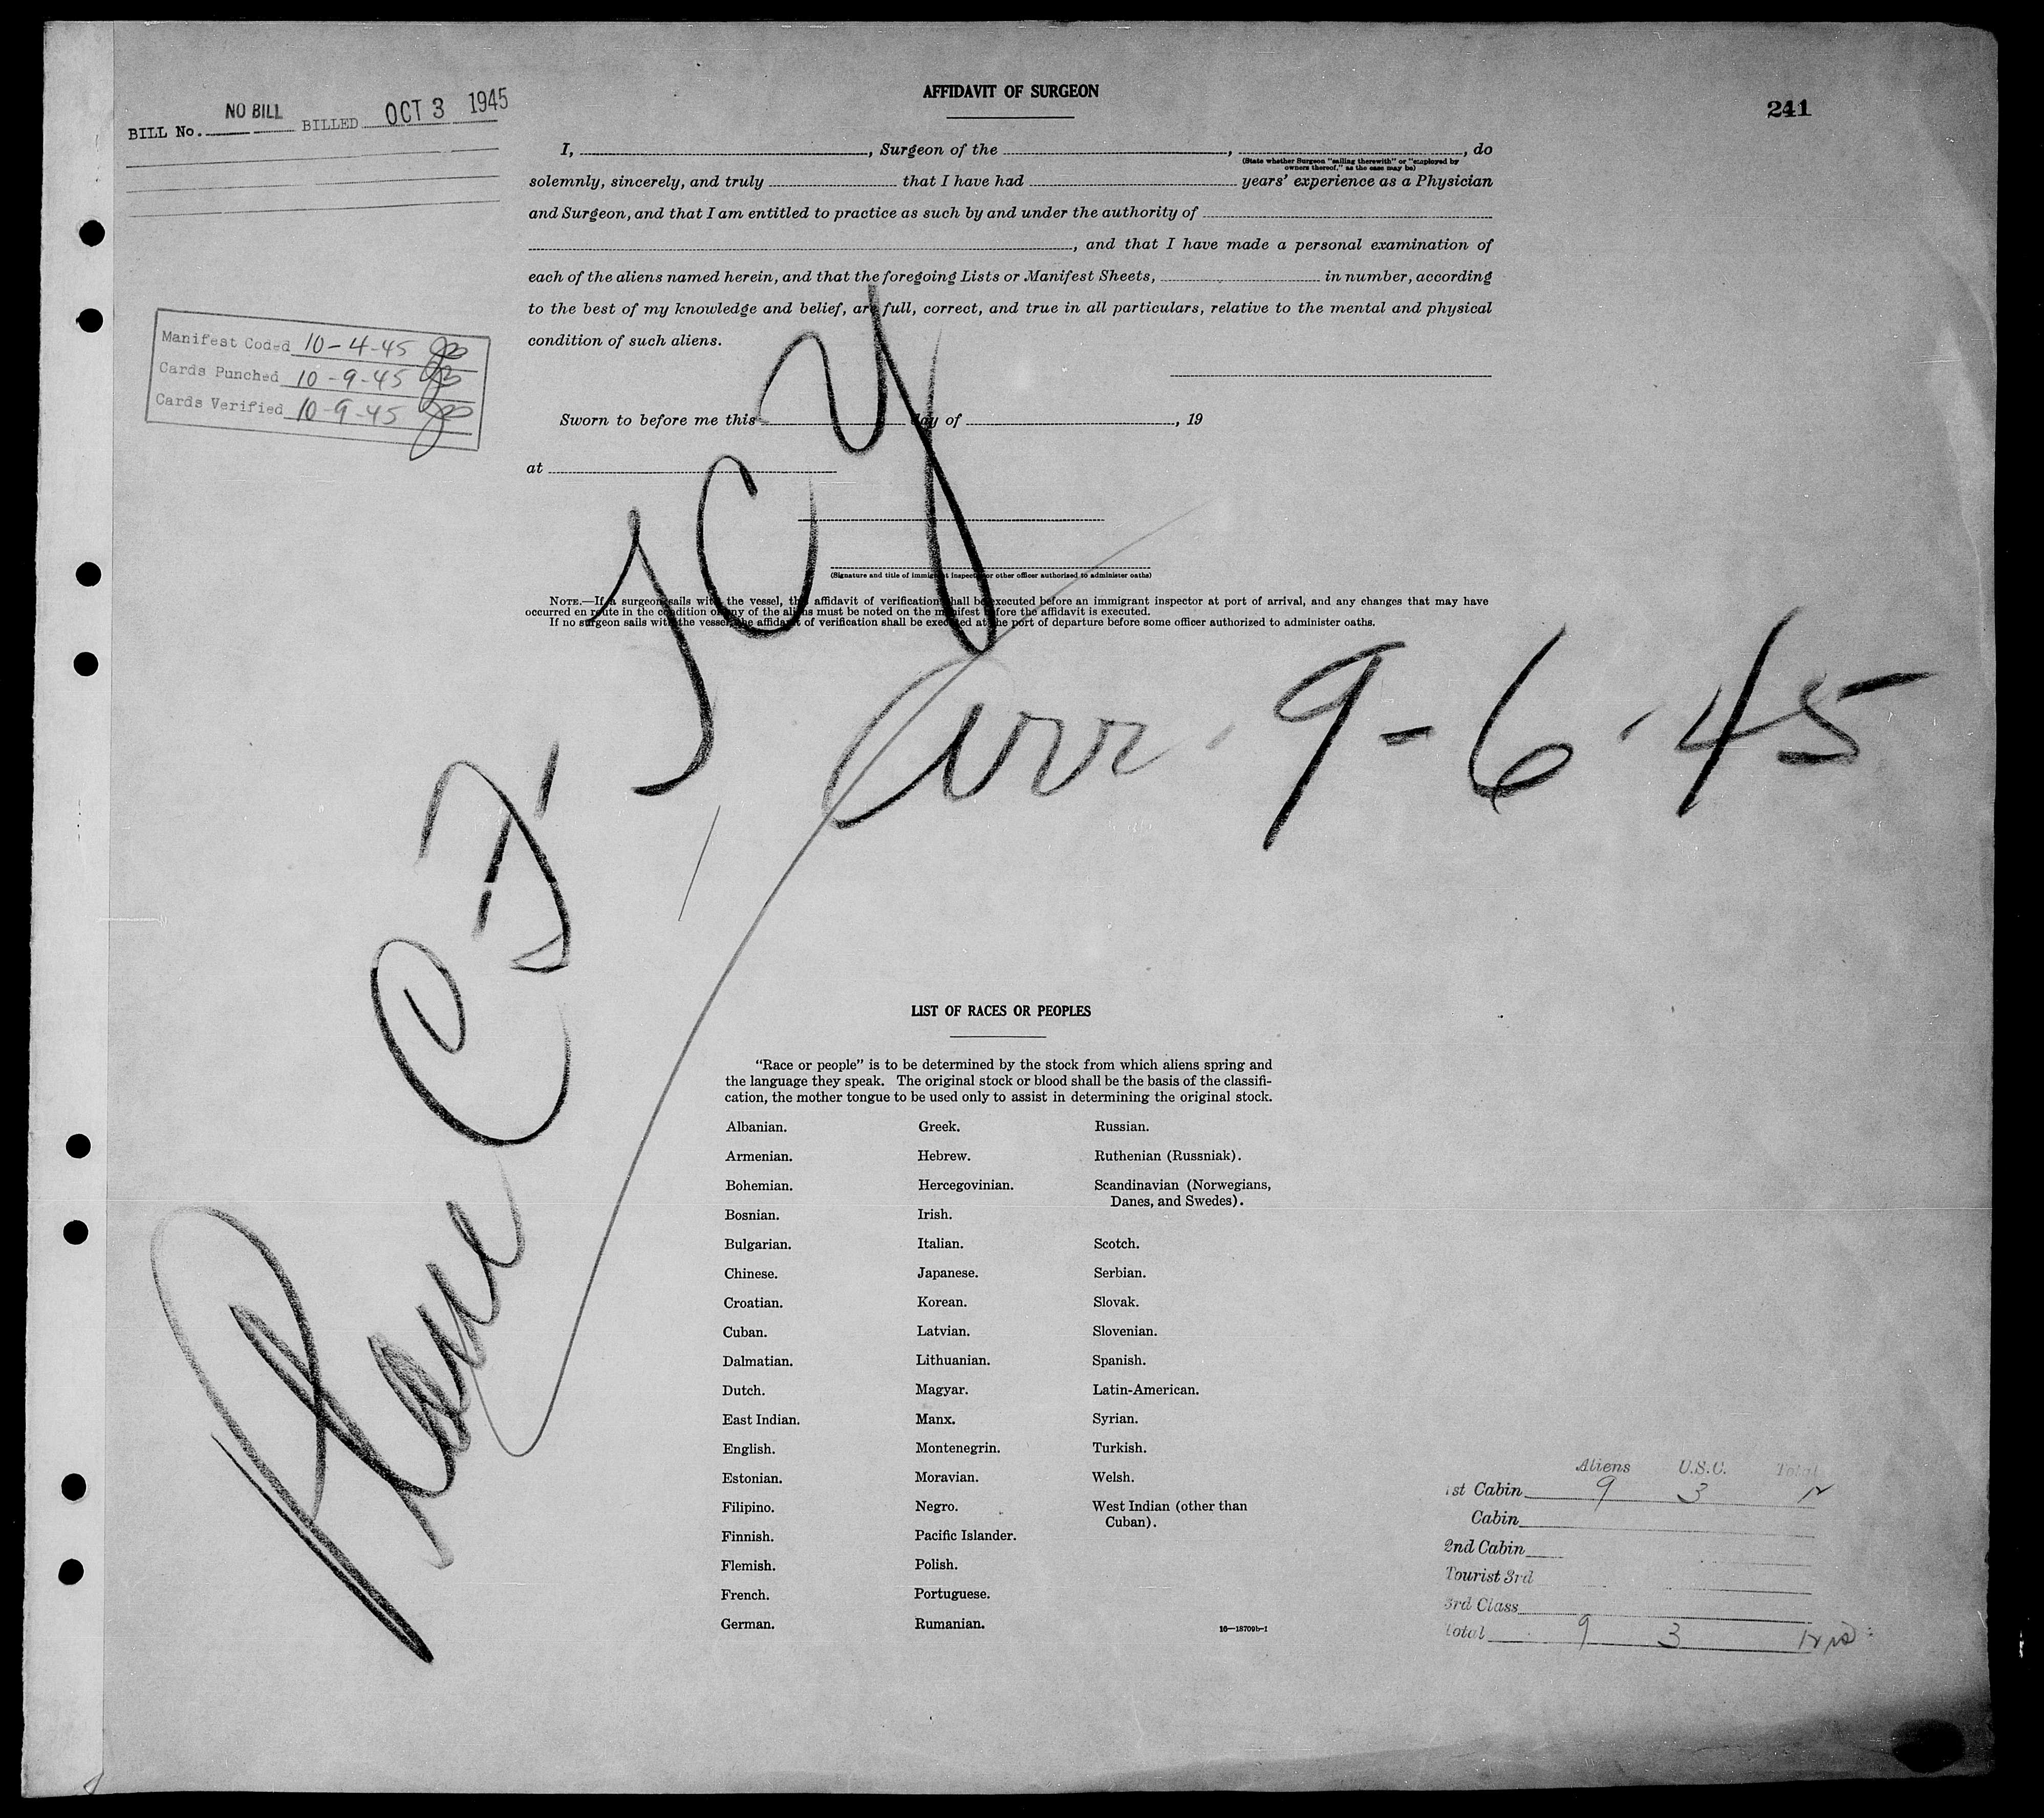 AFFIDAVIT OF SURGEON
241
NO BILL
BILL No. BILLED OCT 3 1945
I, , Surgeon of the , , do
(State whether Surgeon "sailing therewith" or "employed by
owners thereof," as the case may be)
solemnly, sincerely, and truly that I have had years' experience as a Physician
and Surgeon, and that I am entitled to practice as such by and under the authority of
, and that I have made a personal examination of
each of the aliens named herein, and that the foregoing Lists or Manifest Sheets, in number, according
to the best of my knowledge and belief, are full, correct, and true in all particulars, relative to the mental and physical
condition of such aliens.
Manifest Coded 10-4-45
Cards Punched 10-9-45
Cards Verified 10-9-45
Sworn to before me this day of , 19
at
(Signature and title of immigrant inspector or other officer authorized to administer oaths)
NOTE.—If a surgeon sails with the vessel, this affidavit of verification shall be executed before an immigrant inspector at port of arrival, and any changes that may have
occurred en route in the condition of any of the aliens must be noted on the manifest before the affidavit is executed.
If no surgeon sails with the vessel, the affidavit of verification shall be executed at the port of departure before some officer authorized to administer oaths.
Plane
Arr. 9-6-45
LIST OF RACES OR PEOPLES
"Race or people" is to be determined by the stock from which aliens spring and
the language they speak. The original stock or blood shall be the basis of the classifi-
cation, the mother tongue to be used only to assist in determining the original stock.
Albanian. Greek. Russian.
Armenian. Hebrew. Ruthenian (Russniak).
Bohemian. Hercegovinian. Scandinavian (Norwegians,
Danes, and Swedes).
Bosnian. Irish.
Bulgarian. Italian. Scotch.
Chinese. Japanese. Serbian.
Croatian. Korean. Slovak.
Cuban. Latvian. Slovenian.
Dalmatian. Lithuanian. Spanish.
Dutch. Magyar. Latin-American.
East Indian. Manx. Syrian.
English. Montenegrin. Turkish.
Estonian. Moravian. Welsh.
Filipino. Negro. West Indian (other than
Cuban).
Finnish. Pacific Islander.
Flemish. Polish.
French. Portuguese.
German. Rumanian.
16—18709b-1
Aliens U.S.C. Total
1st Cabin 9 3 12
Cabin
2nd Cabin
Tourist 3rd
3rd Class
Total 9 3 12